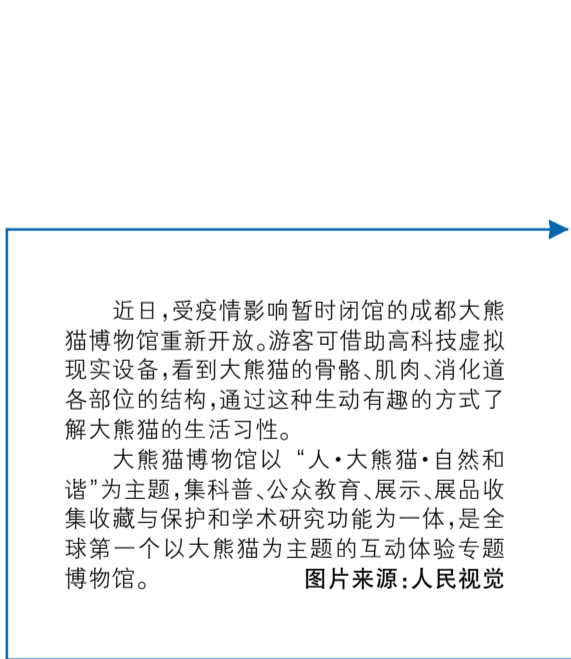 近日，受疫情影响暂时闭馆的成都大熊
猫博物馆重新开放。游客可借助高科技虚拟
现实设备，看到大熊猫的骨骼、肌肉、消化道
各部位的结构，通过这种生动有趣的方式了
解大熊猫的生活习性。
大熊猫博物馆以 “人·大熊猫·自然和
谐”为主题，集科普、公众教育、展示、展品收
集收藏与保护和学术研究功能为一体，是全
球第一个以大熊猫为主题的互动体验专题
博物馆。 图片来源：人民视觉